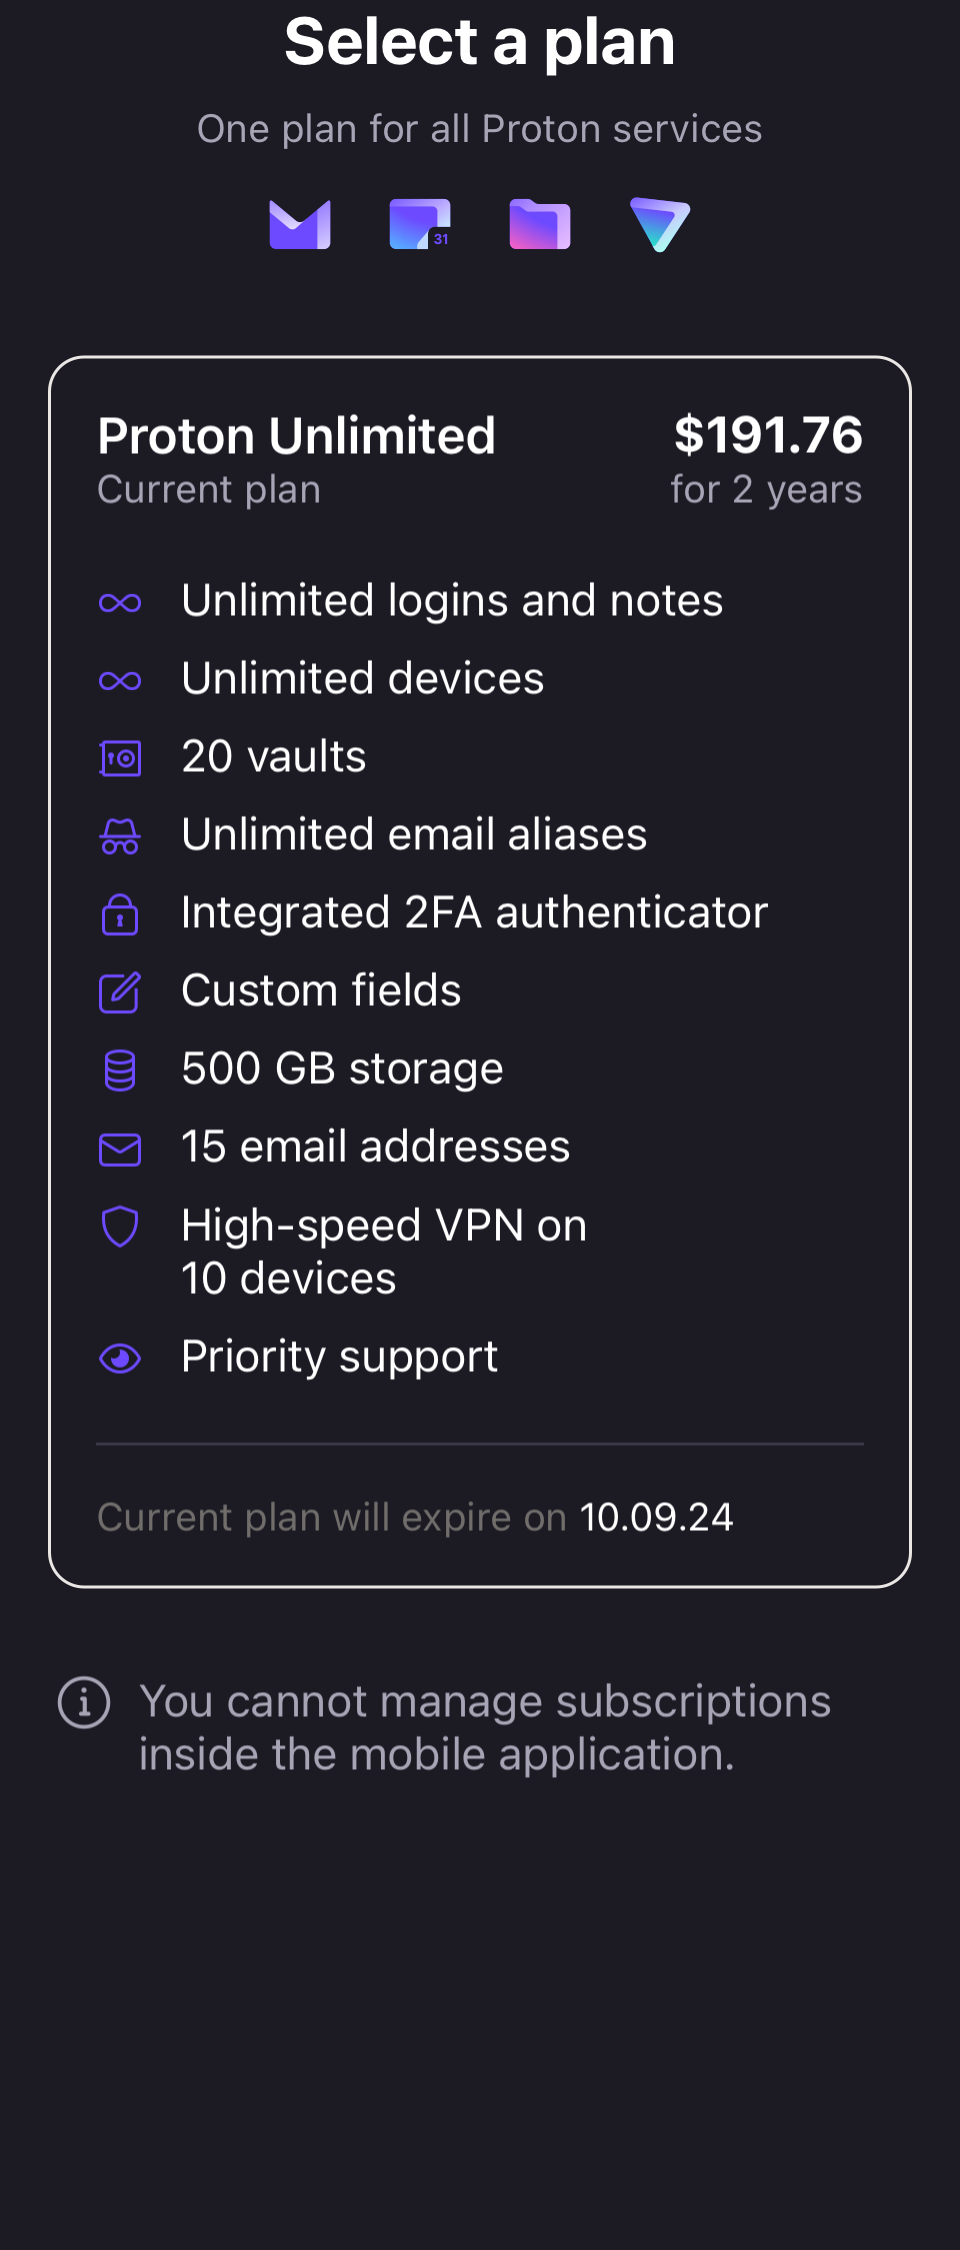 Select a plan
One plan for all Proton services
31
Proton Unlimited
$191.76
Current plan
for 2 years
Unlimited logins and notes
Unlimited devices
20 vaults
Unlimited email aliases
Integrated 2FA authenticator
Custom fields
500 GB storage
15 email addresses
High-speed VPN on
10 devices
Priority support
Current plan will expire on 10.09.24
You cannot manage subscriptions
inside the mobile application.